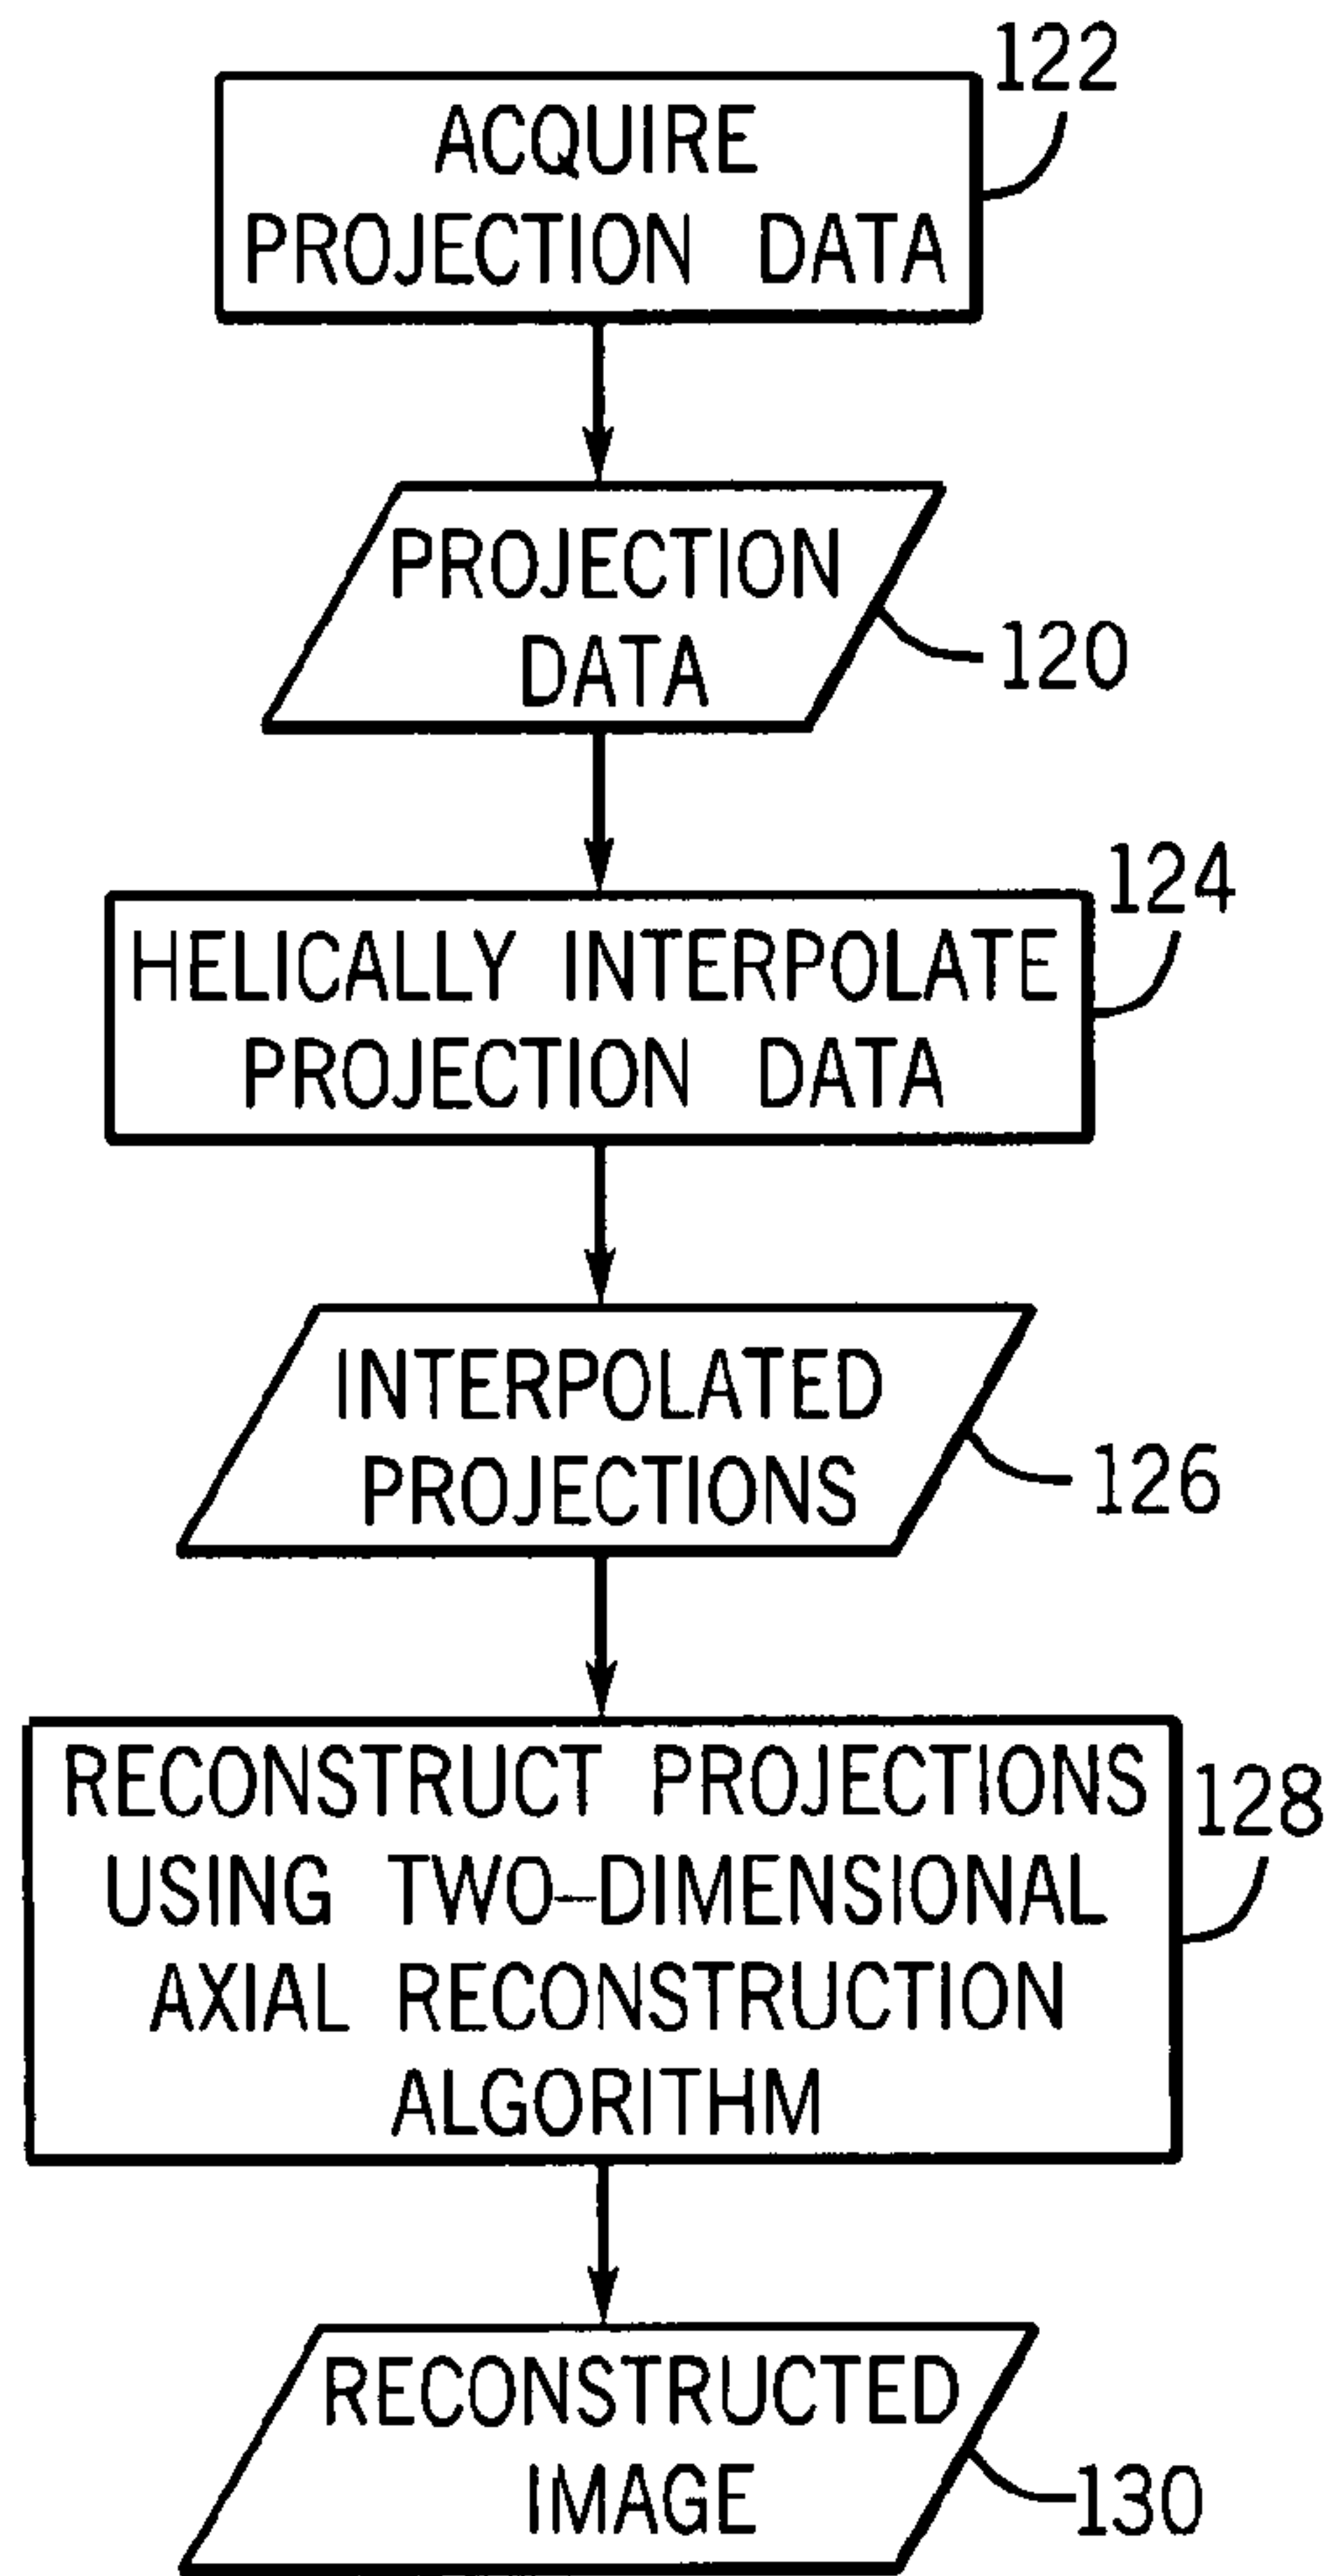 122
ACQUIRE
PROJECTION DATA
PROJECTION
DATA
120
124
HELICALLY INTERPOLATE
PROJECTION DATA
INTERPOLATED
PROJECTIONS
126
RECONSTRUCT PROJECTIONS
USING TWO-DIMENSIONAL
AXIAL RECONSTRUCTION
ALGORITHM
128
RECONSTRUCTED
IMAGE
130